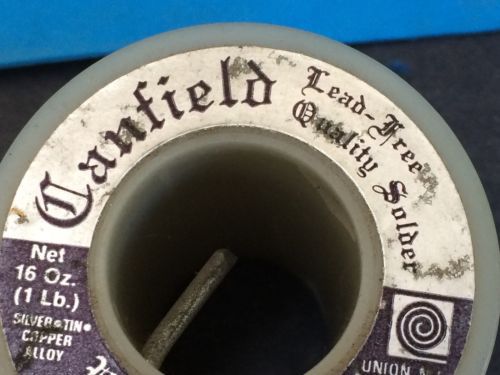 Canfield
Lead-Free
Quality Solder
Net
16 Oz.
(1 Lb.)
SILVER•TIN•
COPPER
ALLOY
UNION